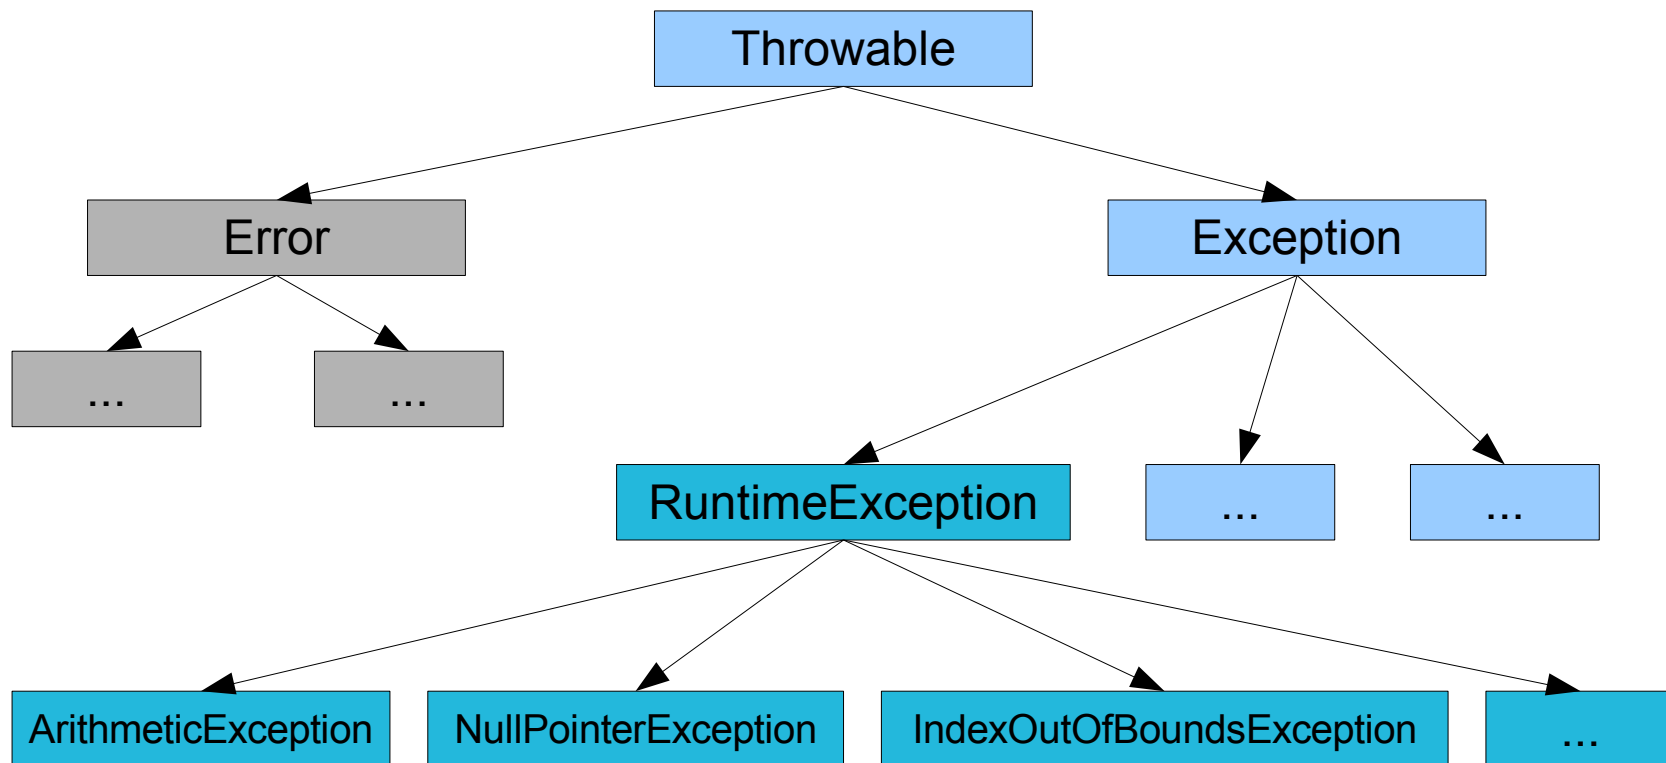 Throwable
Error
Exception
...
...
RuntimeException
...
...
ArithmeticException
NullPointerException
IndexOutOfBoundsException
...